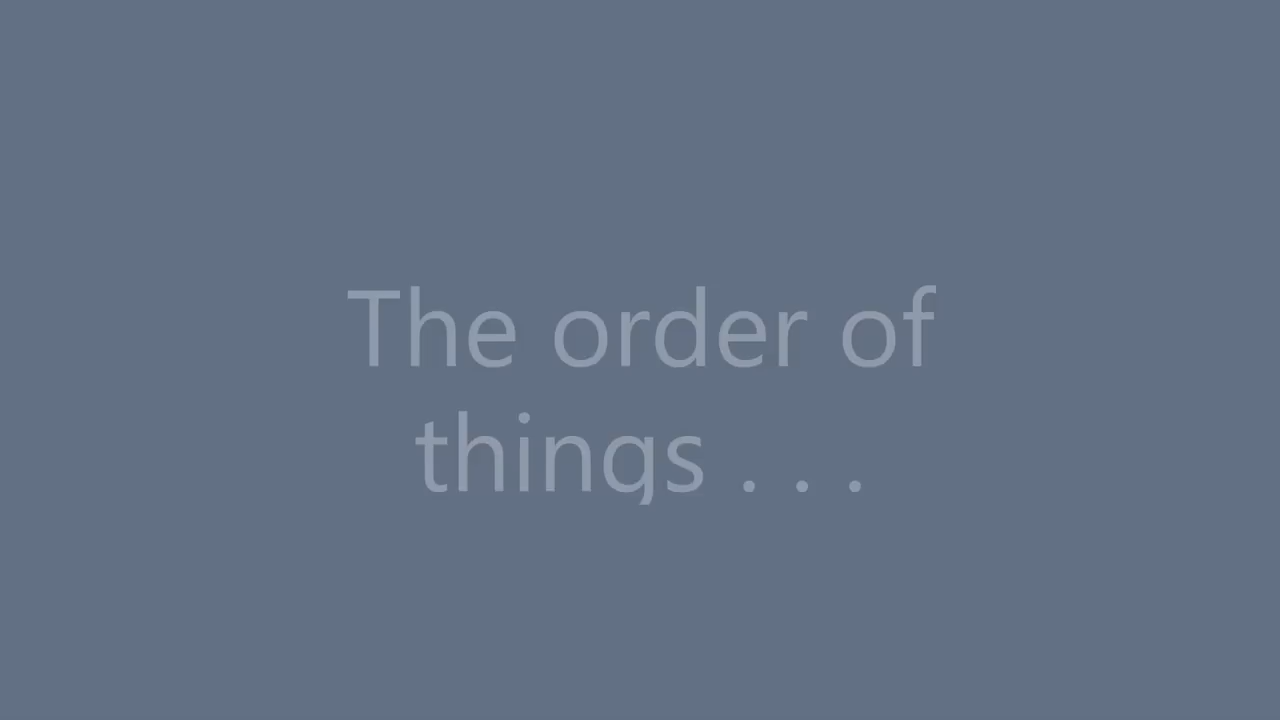 The order of
things . . .